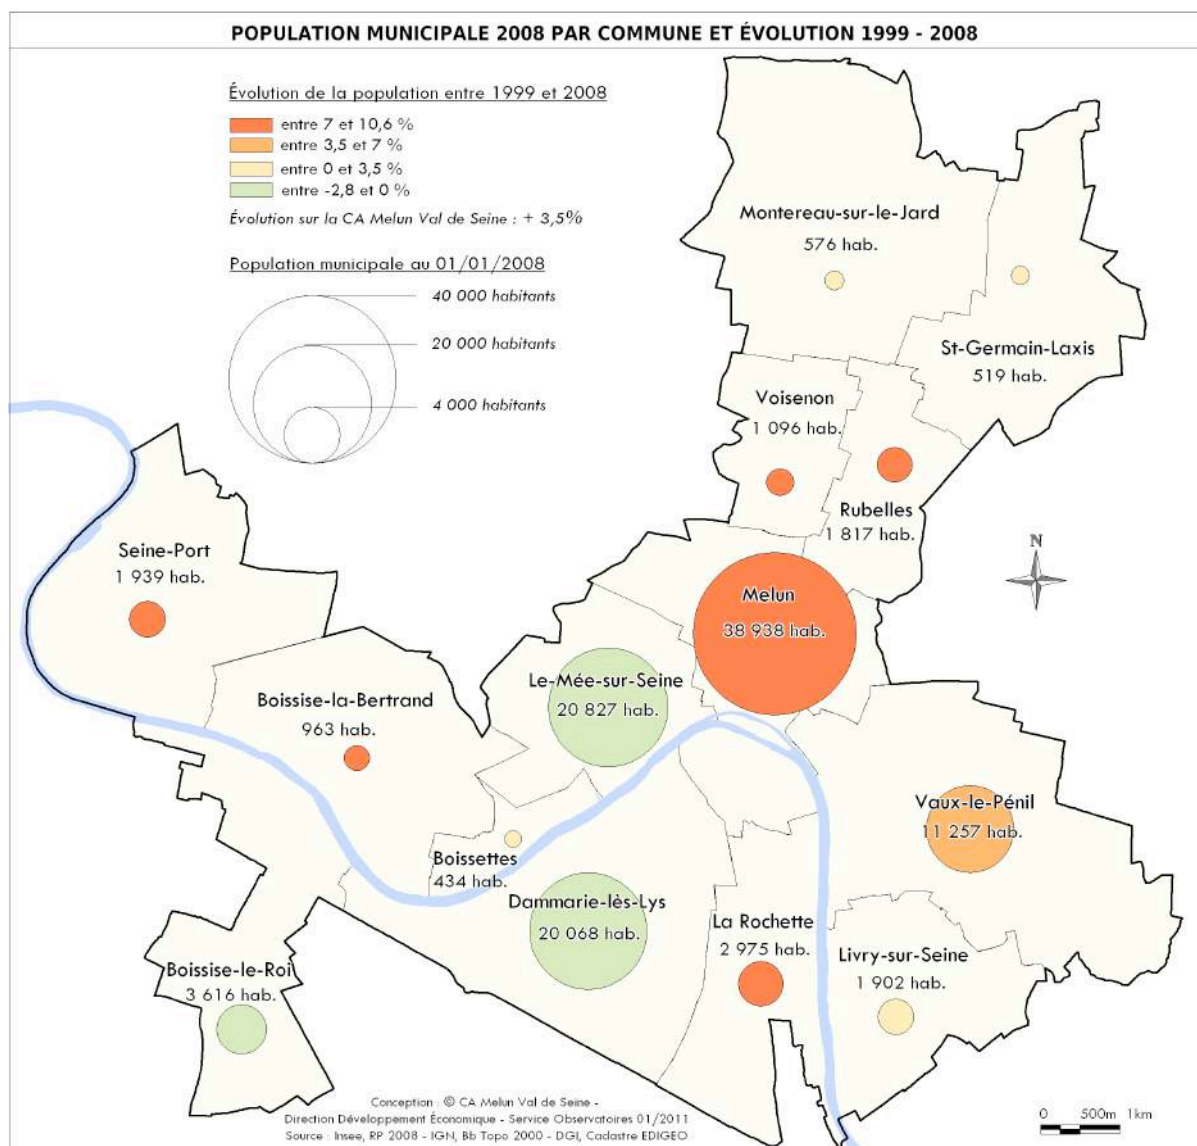 POPULATION MUNICIPALE 2008 PAR COMMUNE ET ÉVOLUTION 1999 - 2008
Évolution de la population entre 1999 et 2008
entre 7 et 10,6 %
entre 3,5 et 7 %
entre 0 et 3,5 %
entre -2,8 et 0 %
Évolution sur la CA Melun Val de Seine : + 3,5%
Population municipale au 01/01/2008
40 000 habitants
20 000 habitants
4 000 habitants
Montereau-sur-le-Jard
576 hab.
St-Germain-Laxis
519 hab.
Voisenon
1 096 hab.
Rubelles
1 817 hab.
Seine-Port
1 939 hab.
N
Melun
38 938 hab.
Le-Mée-sur-Seine
20 827 hab.
Boissise-la-Bertrand
963 hab.
Vaux-le-Pénil
11 257 hab.
Boissettes
434 hab.
Dammarie-lès-Lys
20 068 hab.
La Rochette
2 975 hab.
Livry-sur-Seine
1 902 hab.
Boissise-le-Roi
3 616 hab.
Conception : © CA Melun Val de Seine -
Direction Développement Économique - Service Observatoires 01/2011
Source : Insee, RP 2008 - IGN, Bb Topo 2000 - DGI, Cadastre EDIGEO
0 500m 1km